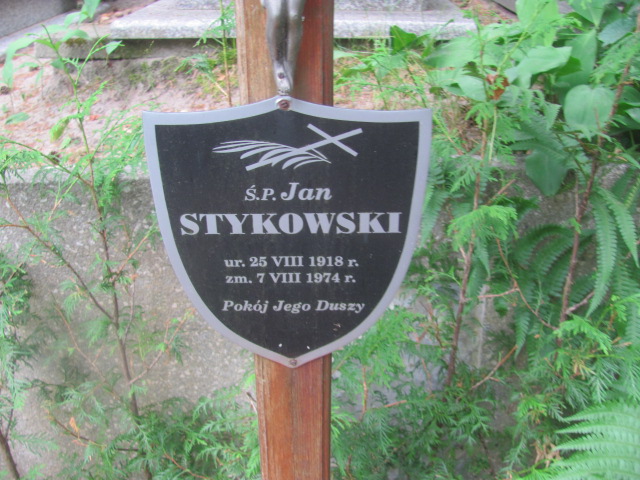 Ś.P. Jan
STYKOWSKI
ur. 25 VIII 1918 r.
zm. 7 VIII 1974 r.
Pokój Jego Duszy